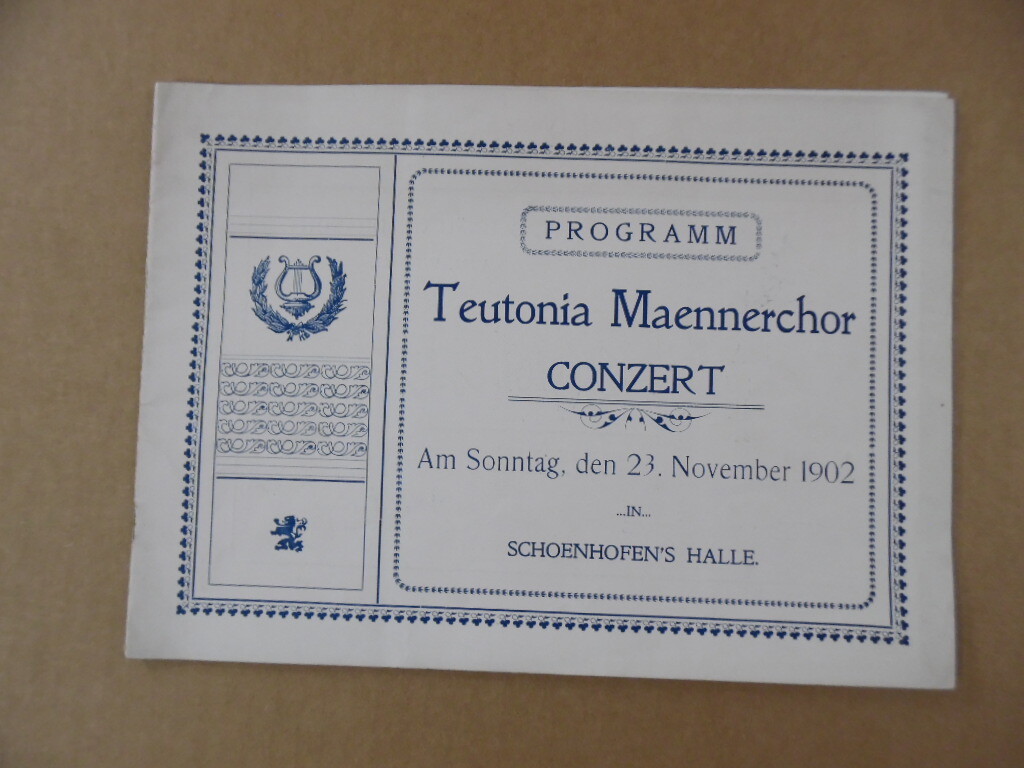 PROGRAMM
Teutonia Maennerchor
CONZERT
Am Sonntag, den 23. November 1902
...IN...
SCHOENHOFEN'S HALLE.